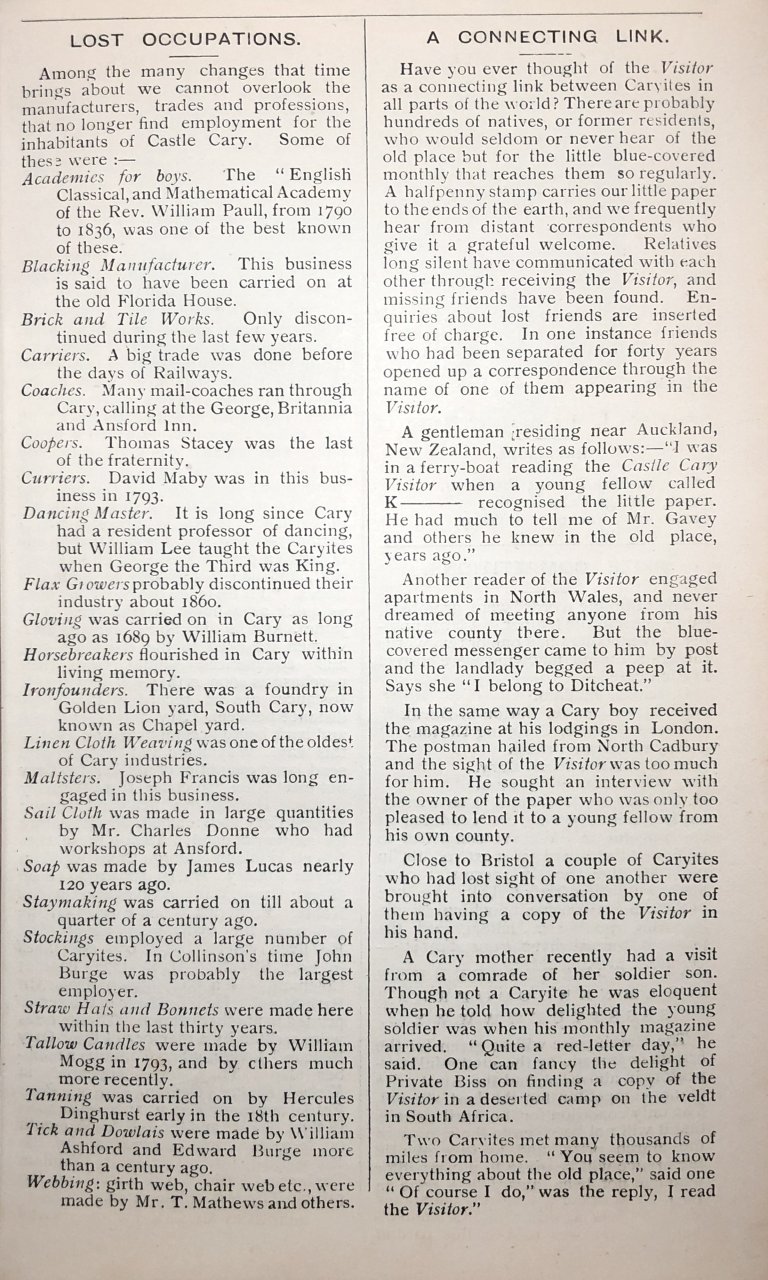 LOST OCCUPATIONS.
Among the many changes that time
brings about we cannot overlook the
manufacturers, trades and professions,
that no longer find employment for the
inhabitants of Castle Cary. Some of
these were :—
Academies for boys. The " English
Classical, and Mathematical Academy
of the Rev. William Paull, from 1790
to 1836, was one of the best known
of these.
Blacking Manufacturer. This business
is said to have been carried on at
the old Florida House.
Brick and Tile Works. Only discon-
tinued during the last few years.
Carriers. A big trade was done before
the days of Railways.
Coaches. Many mail-coaches ran through
Cary, calling at the George, Britannia
and Ansford Inn.
Coopers. Thomas Stacey was the last
of the fraternity.
Curriers. David Maby was in this bus-
iness in 1793.
Dancing Master. It is long since Cary
had a resident professor of dancing,
but William Lee taught the Caryites
when George the Third was King.
Flax Growers probably discontinued their
industry about 1860.
Gloving was carried on in Cary as long
ago as 1689 by William Burnett.
Horsebreakers flourished in Cary within
living memory.
Ironfounders. There was a foundry in
Golden Lion yard, South Cary, now
known as Chapel yard.
Linen Cloth Weaving was one of the oldest
of Cary industries.
Maltsters. Joseph Francis was long en-
gaged in this business.
Sail Cloth was made in large quantities
by Mr. Charles Donne who had
workshops at Ansford.
Soap was made by James Lucas nearly
120 years ago.
Staymaking was carried on till about a
quarter of a century ago.
Stockings employed a large number of
Caryites. In Collinson's time John
Burge was probably the largest
employer.
Straw Hats and Bonnets were made here
within the last thirty years.
Tallow Candles were made by William
Mogg in 1793, and by others much
more recently.
Tanning was carried on by Hercules
Dinghurst early in the 18th century.
Tick and Dowlais were made by William
Ashford and Edward Burge more
than a century ago.
Webbing: girth web, chair web etc., were
made by Mr. T. Mathews and others.
A CONNECTING LINK.
Have you ever thought of the Visitor
as a connecting link between Caryites in
all parts of the world? There are probably
hundreds of natives, or former residents,
who would seldom or never hear of the
old place but for the little blue-covered
monthly that reaches them so regularly.
A halfpenny stamp carries our little paper
to the ends of the earth, and we frequently
hear from distant correspondents who
give it a grateful welcome. Relatives
long silent have communicated with each
other through receiving the Visitor, and
missing friends have been found. En-
quiries about lost friends are inserted
free of charge. In one instance friends
who had been separated for forty years
opened up a correspondence through the
name of one of them appearing in the
Visitor.
A gentleman residing near Auckland,
New Zealand, writes as follows:—"I was
in a ferry-boat reading the Castle Cary
Visitor when a young fellow called
K——— recognised the little paper.
He had much to tell me of Mr. Gavey
and others he knew in the old place,
years ago."
Another reader of the Visitor engaged
apartments in North Wales, and never
dreamed of meeting anyone from his
native county there. But the blue-
covered messenger came to him by post
and the landlady begged a peep at it.
Says she "I belong to Ditcheat."
In the same way a Cary boy received
the magazine at his lodgings in London.
The postman hailed from North Cadbury
and the sight of the Visitor was too much
for him. He sought an interview with
the owner of the paper who was only too
pleased to lend it to a young fellow from
his own county.
Close to Bristol a couple of Caryites
who had lost sight of one another were
brought into conversation by one of
them having a copy of the Visitor in
his hand.
A Cary mother recently had a visit
from a comrade of her soldier son.
Though not a Caryite he was eloquent
when he told how delighted the young
soldier was when his monthly magazine
arrived. "Quite a red-letter day," he
said. One can fancy the delight of
Private Biss on finding a copy of the
Visitor in a deserted camp on the veldt
in South Africa.
Two Caryites met many thousands of
miles from home. " You seem to know
everything about the old place," said one
" Of course I do," was the reply, I read
the Visitor."